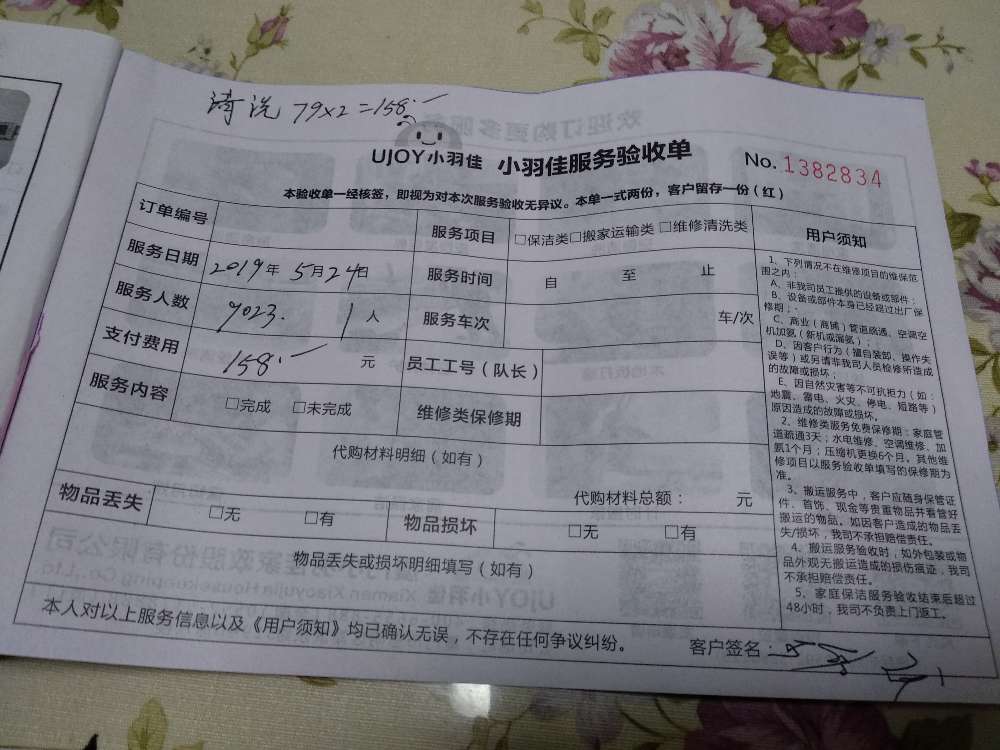 清洗 79×2=158.—
UJOY小羽佳 小羽佳服务验收单 No. 1382834
本验收单一经核签，即视为对本次服务验收无异议。本单一式两份，客户留存一份（红）
订单编号 服务项目 □保洁类□搬家运输类 □维修清洗类
服务日期 2019年 5月24日 服务时间 自 至 止
服务人数 9023. 1人 服务车次 车/次
支付费用 158.— 元 员工工号（队长）
服务内容 □完成 □未完成 维修类保修期
代购材料明细（如有）
代购材料总额： 元
物品丢失 □无 □有 物品损坏 □无 □有
物品丢失或损坏明细填写（如有）
本人对以上服务信息以及《用户须知》均已确认无误，不存在任何争议纠纷。
客户签名：
用户须知
1、下列情况不在维修项目的维保范
围之内：
A、非我司员工提供的设备或部件；
B、设备或部件本身已经超过出厂保
修期；
C、商业（商铺）管道疏通、空调空
机加氨（新机或漏氨）；
D、因客户行为（擅自装卸、操作失
误等）或另请非我司人员检修所造成
的故障或损坏；
E、因自然灾害等不可抗拒力（如：
地震、雷电、火灾、停电、短路等）
原因造成的故障或损坏。
2、维修类服务免费保修期：家庭管
道疏通3天；水电维修、空调维修、加
氨1个月；压缩机更换6个月。其他维
修项目以服务验收单填写的保修期为
准。
3、搬运服务中，客户应随身保管证
件、首饰、现金等贵重物品并看管好
搬运的物品。如因客户造成的物品丢
失/损坏，我司不承担赔偿责任。
4、搬运服务验收时，如外包装或物
品外观无搬运造成的损伤痕迹，我司
不承担赔偿责任。
5、家庭保洁服务验收结束后超过
48小时，我司不负责上门返工。